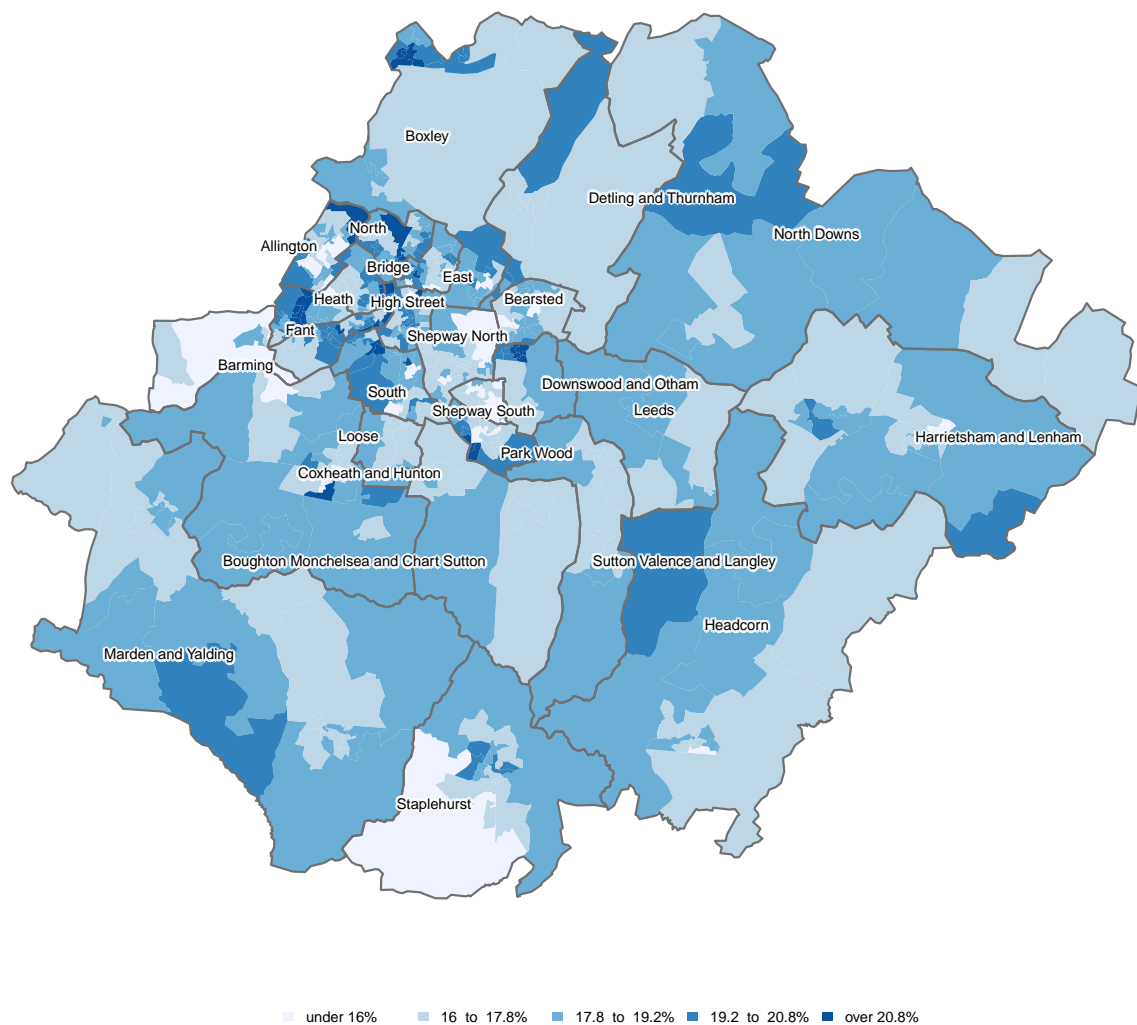 Boxley
Detling and Thurnham
North
North Downs
Allington
Bridge
East
Heath
High Street
Bearsted
Fant
Shepway North
Barming
Downswood and Otham
South
Shepway South
Leeds
Loose
Harrietsham and Lenham
Park Wood
Coxheath and Hunton
Boughton Monchelsea and Chart Sutton
Sutton Valence and Langley
Headcorn
Marden and Yalding
Staplehurst
under 16% 16 to 17.8% 17.8 to 19.2% 19.2 to 20.8% over 20.8%